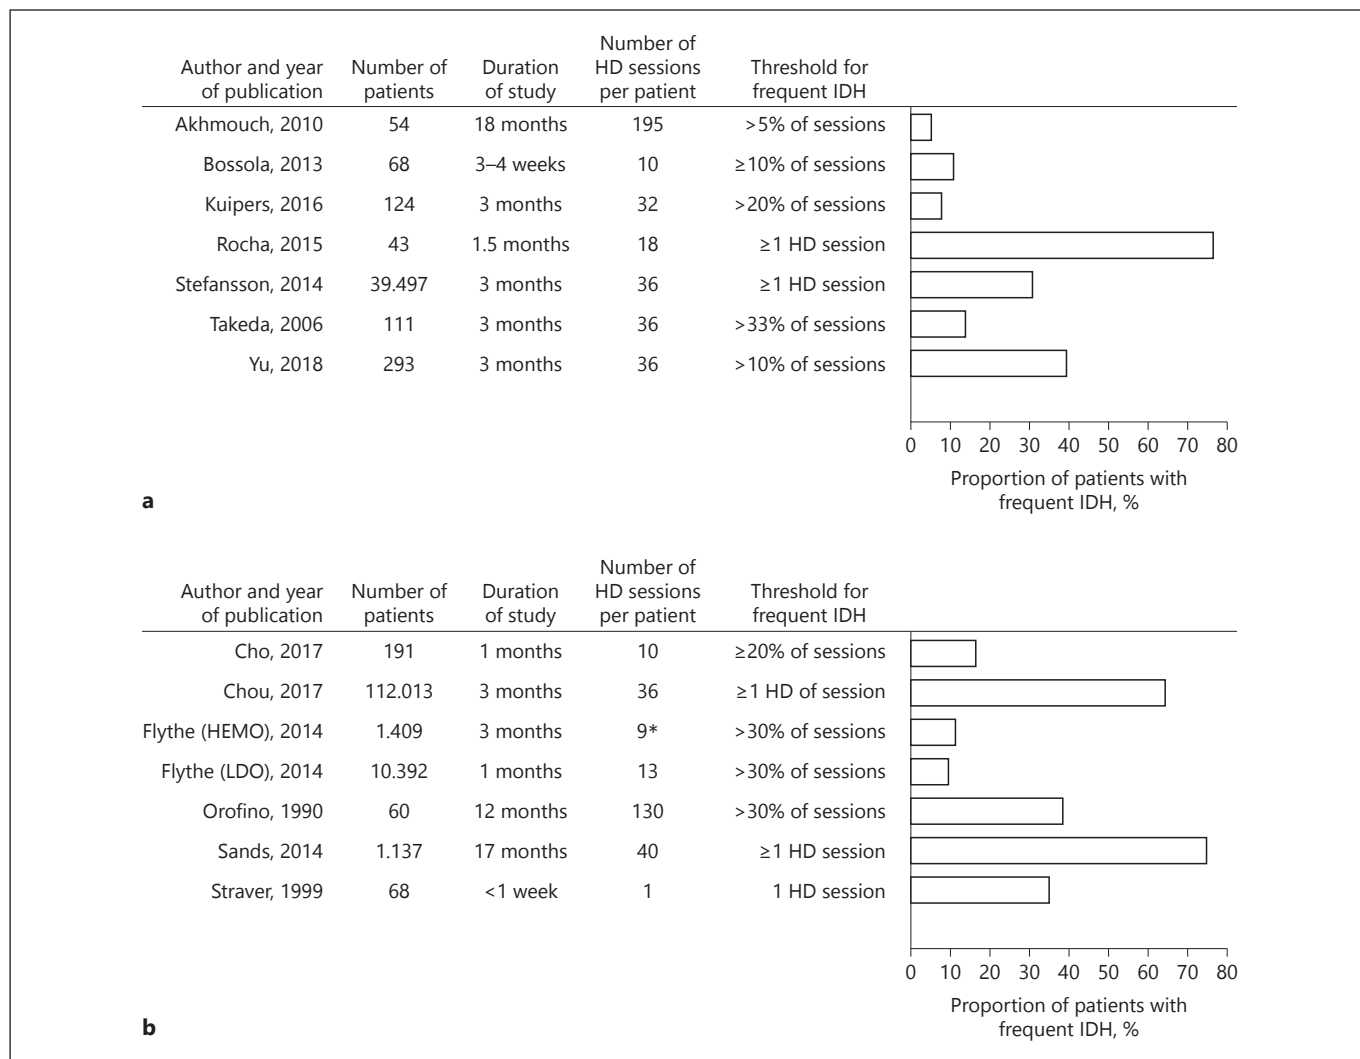 Author and year of publication Number of patients Duration of study Number of HD sessions per patient Threshold for frequent IDH
Akhmouch, 2010 54 18 months 195 >5% of sessions
Bossola, 2013 68 3–4 weeks 10 ≥10% of sessions
Kuipers, 2016 124 3 months 32 >20% of sessions
Rocha, 2015 43 1.5 months 18 ≥1 HD session
Stefansson, 2014 39.497 3 months 36 ≥1 HD session
Takeda, 2006 111 3 months 36 >33% of sessions
Yu, 2018 293 3 months 36 >10% of sessions
0 10 20 30 40 50 60 70 80
Proportion of patients with
frequent IDH, %
a
Author and year of publication Number of patients Duration of study Number of HD sessions per patient Threshold for frequent IDH
Cho, 2017 191 1 months 10 ≥20% of sessions
Chou, 2017 112.013 3 months 36 ≥1 HD of session
Flythe (HEMO), 2014 1.409 3 months 9* >30% of sessions
Flythe (LDO), 2014 10.392 1 months 13 >30% of sessions
Orofino, 1990 60 12 months 130 >30% of sessions
Sands, 2014 1.137 17 months 40 ≥1 HD session
Straver, 1999 68 <1 week 1 1 HD session
0 10 20 30 40 50 60 70 80
Proportion of patients with
frequent IDH, %
b